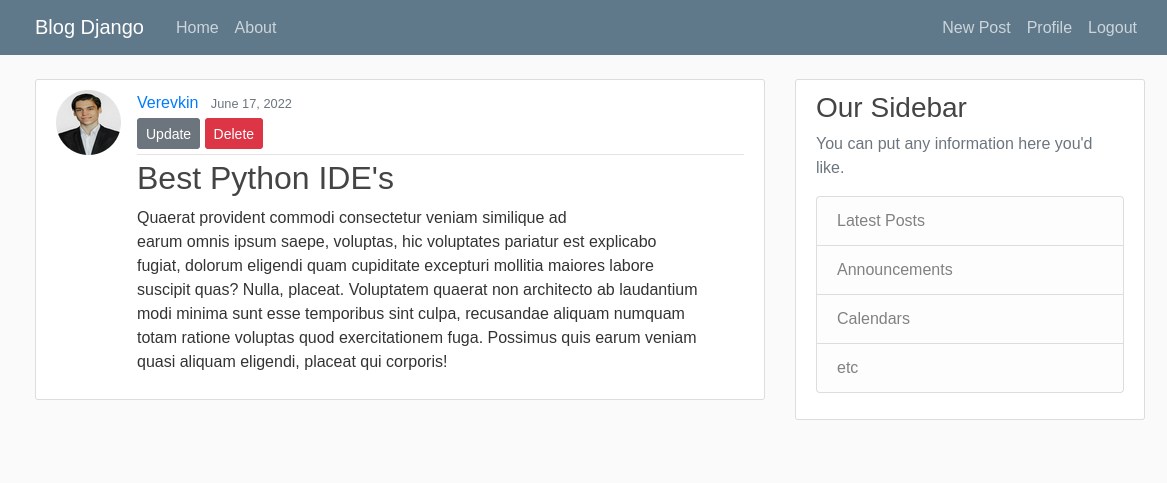 Blog Django Home About New Post Profile Logout
Verevkin June 17, 2022
Update Delete
Best Python IDE's
Quaerat provident commodi consectetur veniam similique ad
earum omnis ipsum saepe, voluptas, hic voluptates pariatur est explicabo
fugiat, dolorum eligendi quam cupiditate excepturi mollitia maiores labore
suscipit quas? Nulla, placeat. Voluptatem quaerat non architecto ab laudantium
modi minima sunt esse temporibus sint culpa, recusandae aliquam numquam
totam ratione voluptas quod exercitationem fuga. Possimus quis earum veniam
quasi aliquam eligendi, placeat qui corporis!
Our Sidebar
You can put any information here you'd
like.
Latest Posts
Announcements
Calendars
etc